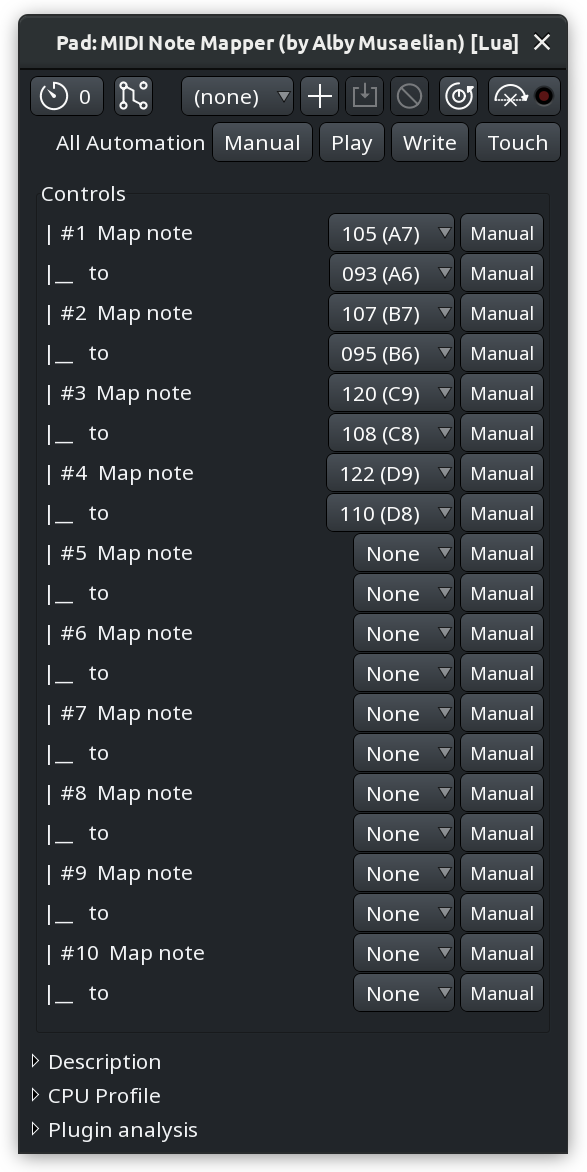 Pad: MIDI Note Mapper (by Alby Musaelian) [Lua]
0 (none)
All Automation Manual Play Write Touch
Controls
| #1 Map note 105 (A7) Manual
|__ to 093 (A6) Manual
| #2 Map note 107 (B7) Manual
|__ to 095 (B6) Manual
| #3 Map note 120 (C9) Manual
|__ to 108 (C8) Manual
| #4 Map note 122 (D9) Manual
|__ to 110 (D8) Manual
| #5 Map note None Manual
|__ to None Manual
| #6 Map note None Manual
|__ to None Manual
| #7 Map note None Manual
|__ to None Manual
| #8 Map note None Manual
|__ to None Manual
| #9 Map note None Manual
|__ to None Manual
| #10 Map note None Manual
|__ to None Manual
Description
CPU Profile
Plugin analysis